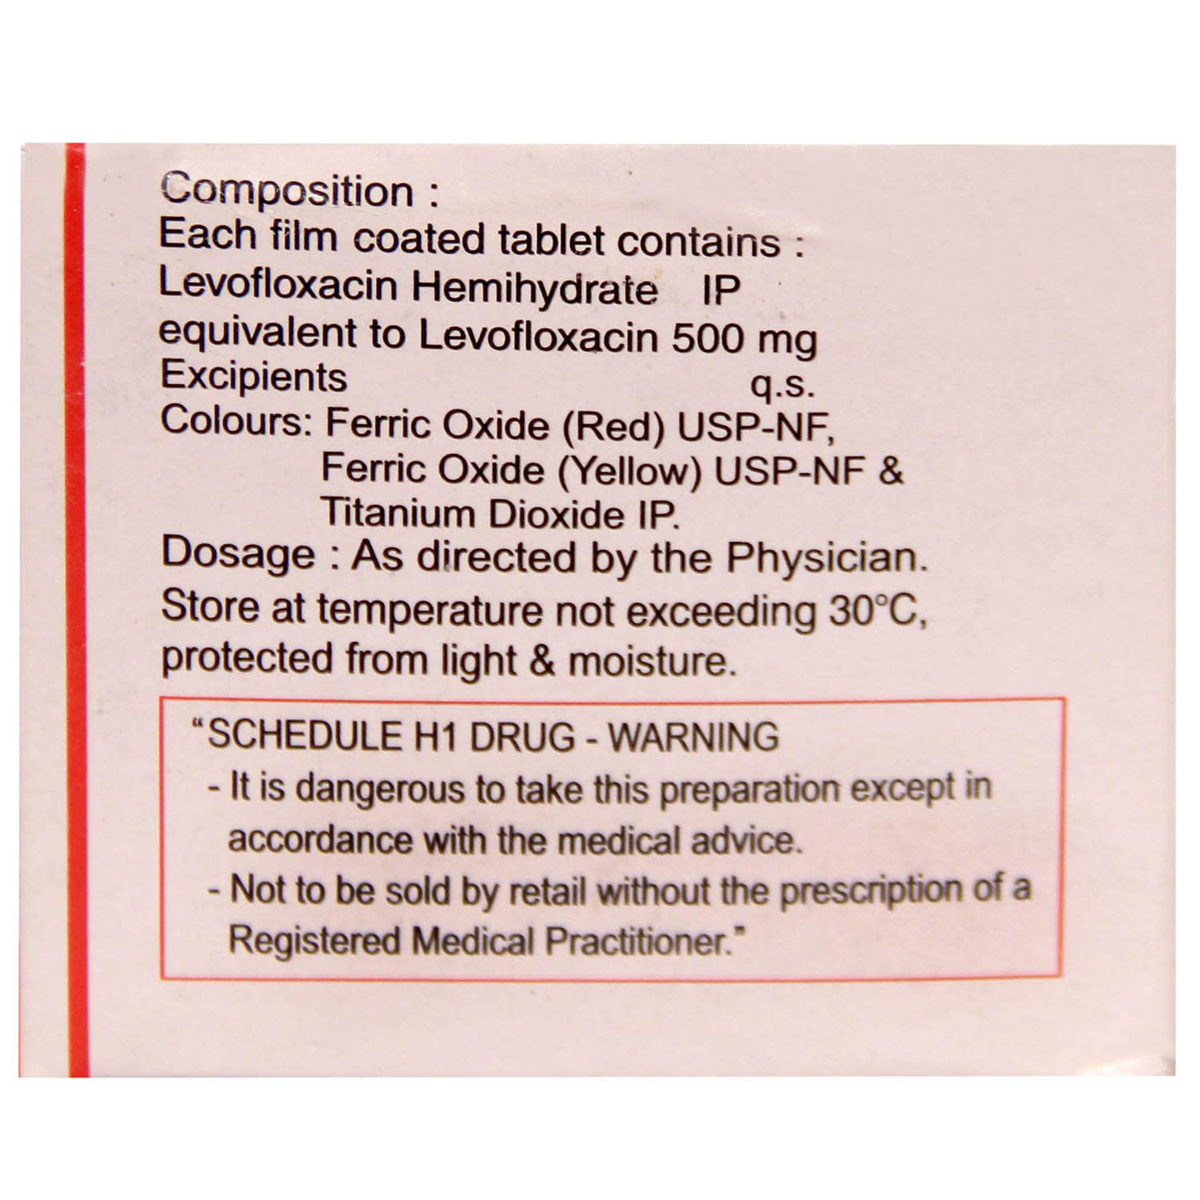 Composition :
Each film coated tablet contains :
Levofloxacin Hemihydrate IP
equivalent to Levofloxacin 500 mg
Excipients q.s.
Colours: Ferric Oxide (Red) USP-NF,
Ferric Oxide (Yellow) USP-NF &
Titanium Dioxide IP.
Dosage : As directed by the Physician.
Store at temperature not exceeding 30°C,
protected from light & moisture.
“SCHEDULE H1 DRUG - WARNING
- It is dangerous to take this preparation except in
accordance with the medical advice.
- Not to be sold by retail without the prescription of a
Registered Medical Practitioner.”